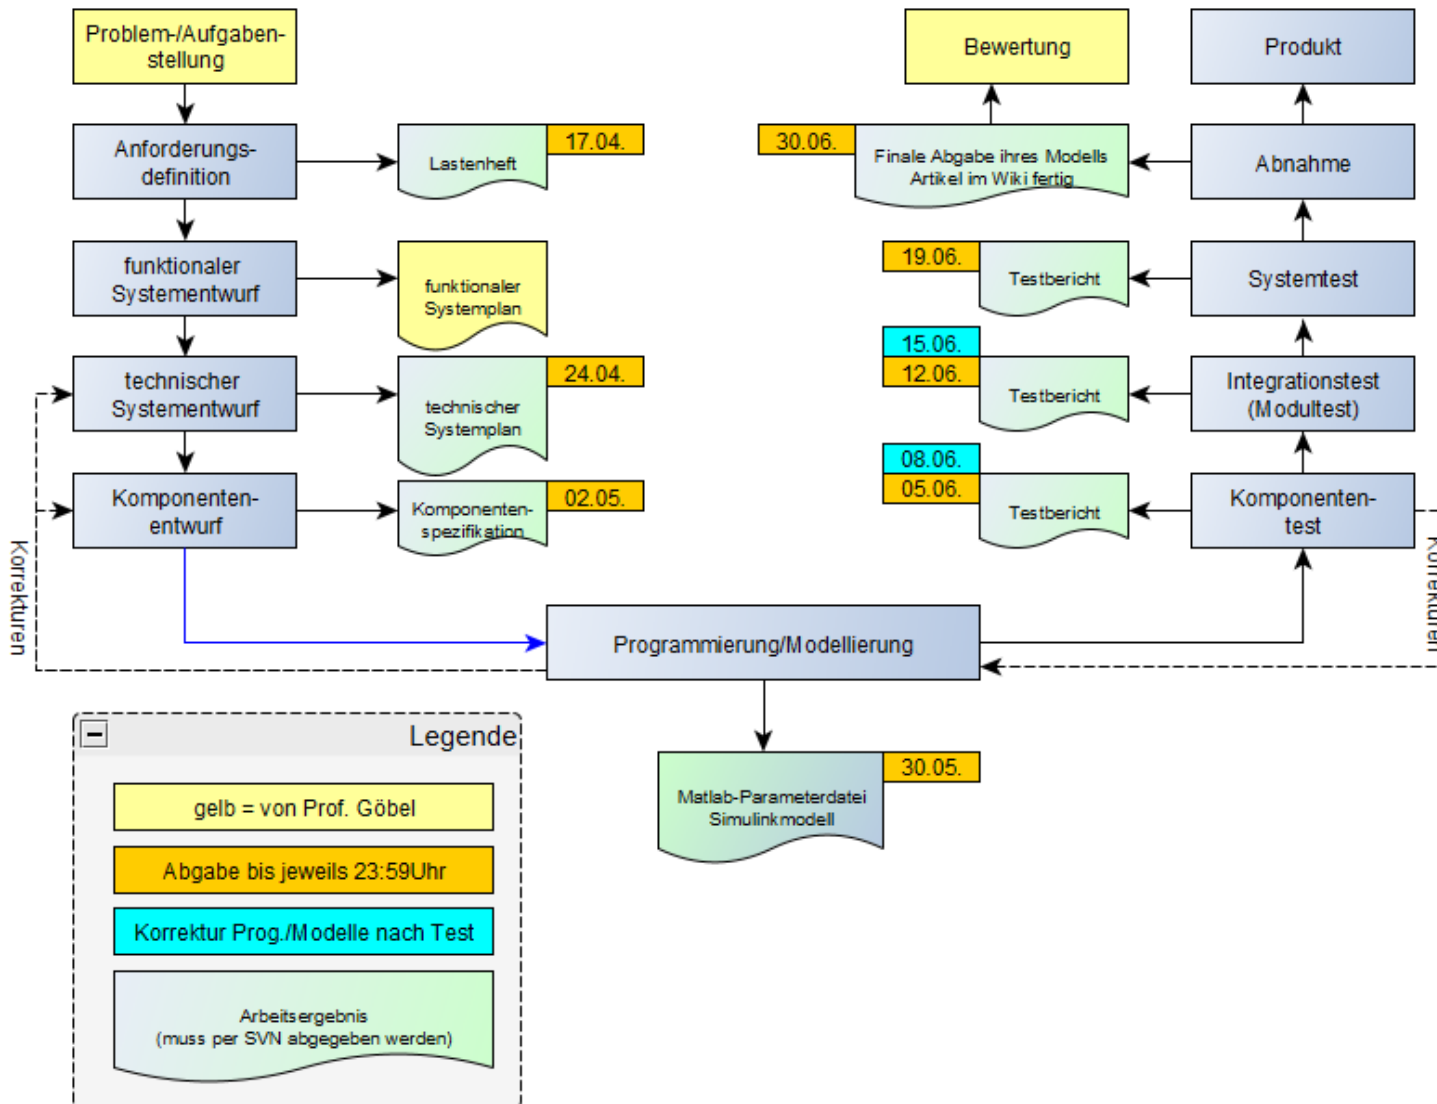 Problem-/Aufgaben-
stellung
Bewertung
Produkt
Anforderungs-
definition
Lastenheft
17.04.
30.06.
Finale Abgabe ihres Modells
Artikel im Wiki fertig
Abnahme
funktionaler
Systementwurf
funktionaler
Systemplan
19.06.
Testbericht
Systemtest
technischer
Systementwurf
technischer
Systemplan
24.04.
15.06.
12.06.
Testbericht
Integrationstest
(Modultest)
Komponenten-
entwurf
Komponenten-
spezifikation
02.05.
08.06.
05.06.
Testbericht
Komponenten-
test
Korrekturen
Korrekturen
Programmierung/Modellierung
Matlab-Parameterdatei
Simulinkmodell
30.05.
Legende
gelb = von Prof. Göbel
Abgabe bis jeweils 23:59Uhr
Korrektur Prog./Modelle nach Test
Arbeitsergebnis
(muss per SVN abgegeben werden)